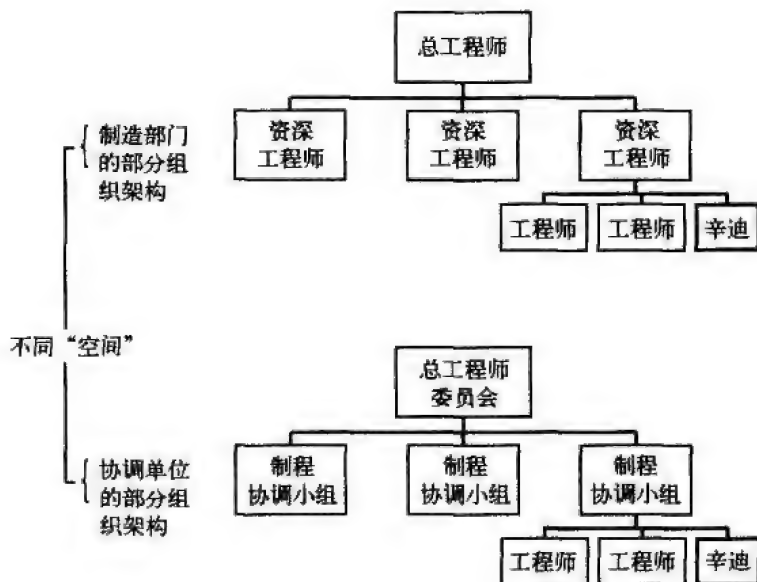 总工程师
制造部门
的部分组
织架构
资深
工程师
资深
工程师
资深
工程师
工程师
工程师
辛迪
不同“空间”
总工程师
委员会
协调单位
的部分组
织架构
制程
协调小组
制程
协调小组
制程
协调小组
工程师
工程师
辛迪